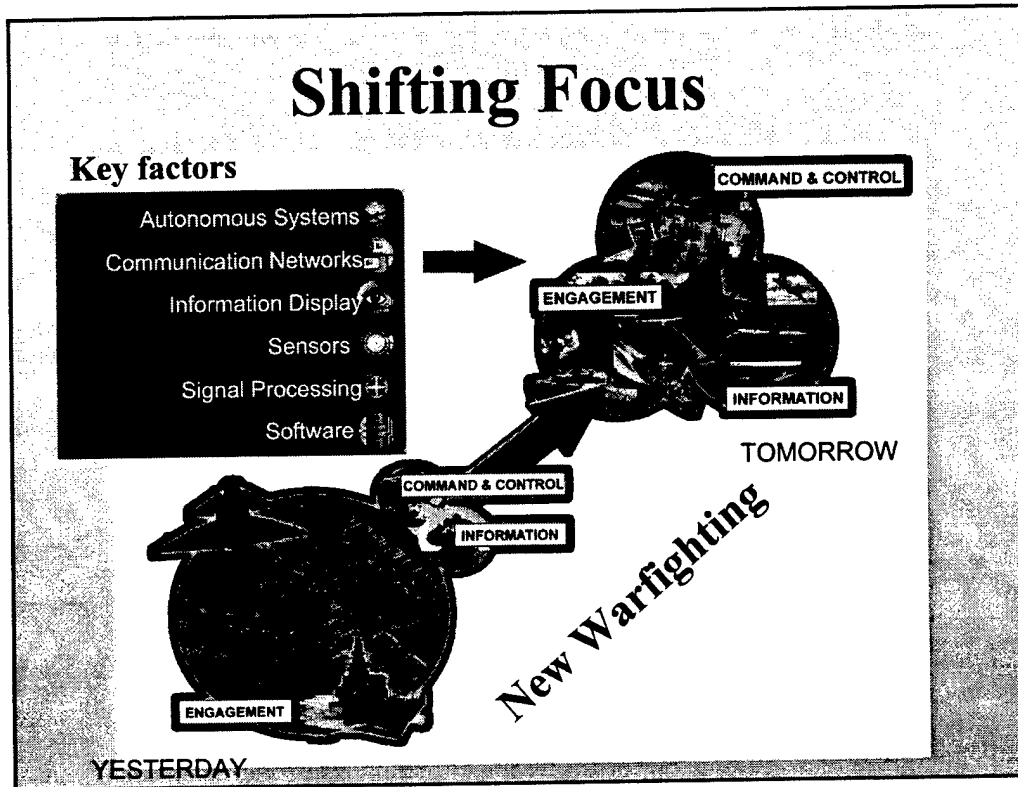 Shifting Focus
Key factors
Autonomous Systems
Communication Networks
Information Display
Sensors
Signal Processing
Software
COMMAND & CONTROL
ENGAGEMENT
INFORMATION
TOMORROW
COMMAND & CONTROL
INFORMATION
New Warfighting
ENGAGEMENT
YESTERDAY